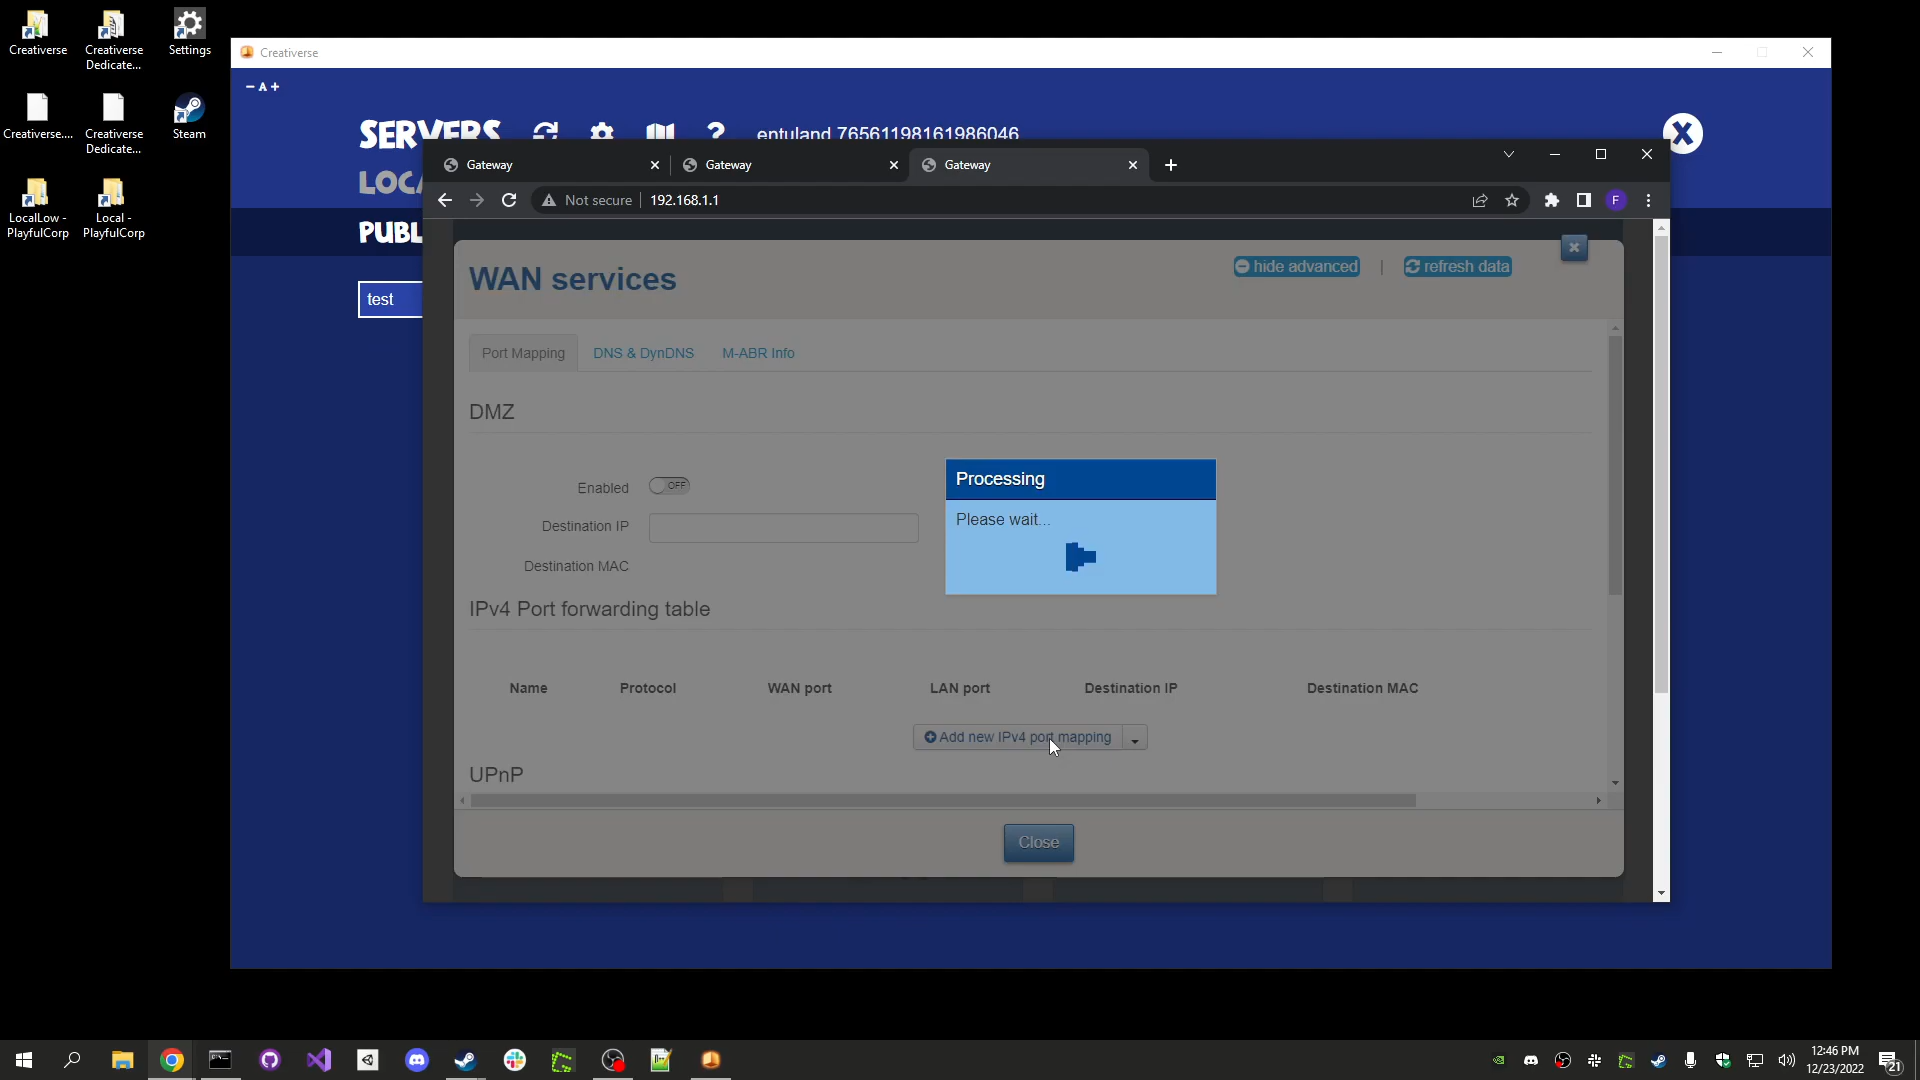 Creativerse
Creativerse
Dedicate...
Settings
Creativerse....
Creativerse
Dedicate...
Steam
LocalLow -
PlayfulCorp
Local -
PlayfulCorp
Creativerse
− A +
SERVERS
?
entuland 76561198161986046
X
LOCA
PUBL
test
Gateway
Gateway
Gateway
Not secure
192.168.1.1
F
WAN services
hide advanced
|
refresh data
Port Mapping
DNS & DynDNS
M-ABR Info
DMZ
Enabled
OFF
Destination IP
Destination MAC
Processing
Please wait...
IPv4 Port forwarding table
Name
Protocol
WAN port
LAN port
Destination IP
Destination MAC
Add new IPv4 port mapping
UPnP
Close
12:46 PM
12/23/2022
21